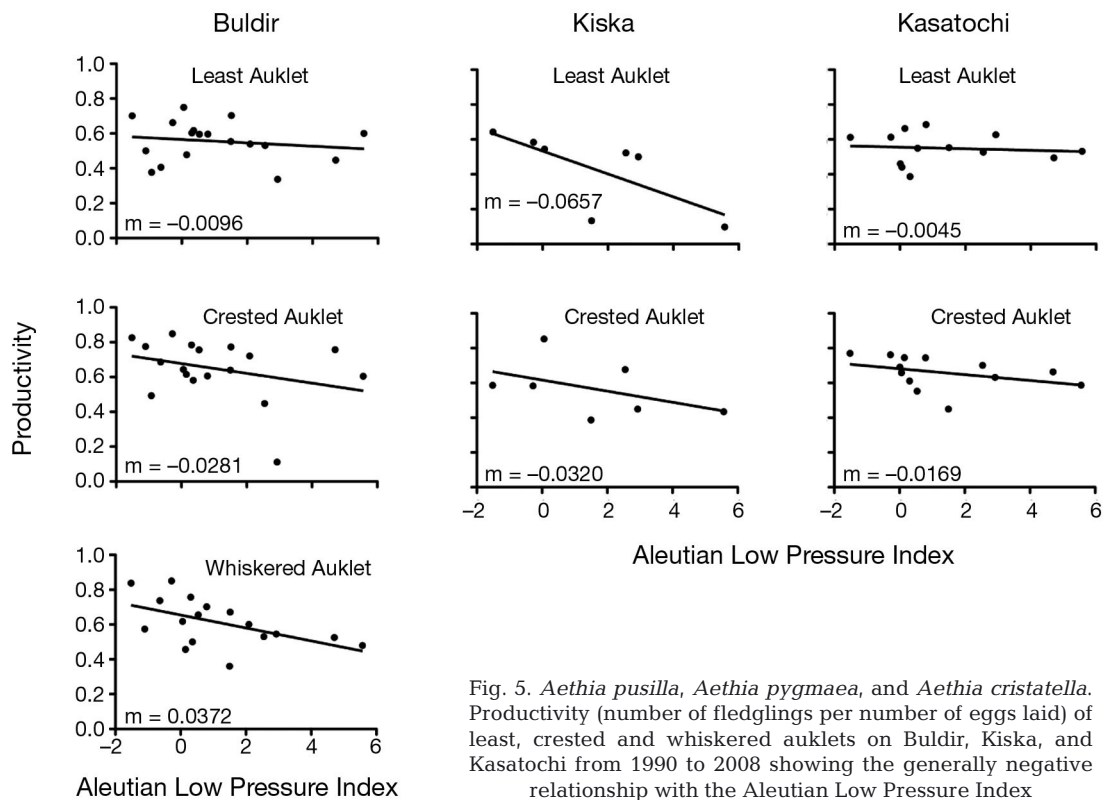 Buldir
Kiska
Kasatochi
Least Auklet
1.0
0.8
0.6
0.4
0.2
0.0
m = –0.0096
Least Auklet
m = –0.0657
Least Auklet
m = –0.0045
Productivity
Crested Auklet
1.0
0.8
0.6
0.4
0.2
0.0
m = –0.0281
Crested Auklet
m = –0.0320
–2 0 2 4 6
Crested Auklet
m = –0.0169
–2 0 2 4 6
Aleutian Low Pressure Index
Whiskered Auklet
1.0
0.8
0.6
0.4
0.2
0.0
m = 0.0372
–2 0 2 4 6
Aleutian Low Pressure Index
Fig. 5. Aethia pusilla, Aethia pygmaea, and Aethia cristatella.
Productivity (number of fledglings per number of eggs laid) of
least, crested and whiskered auklets on Buldir, Kiska, and
Kasatochi from 1990 to 2008 showing the generally negative
relationship with the Aleutian Low Pressure Index